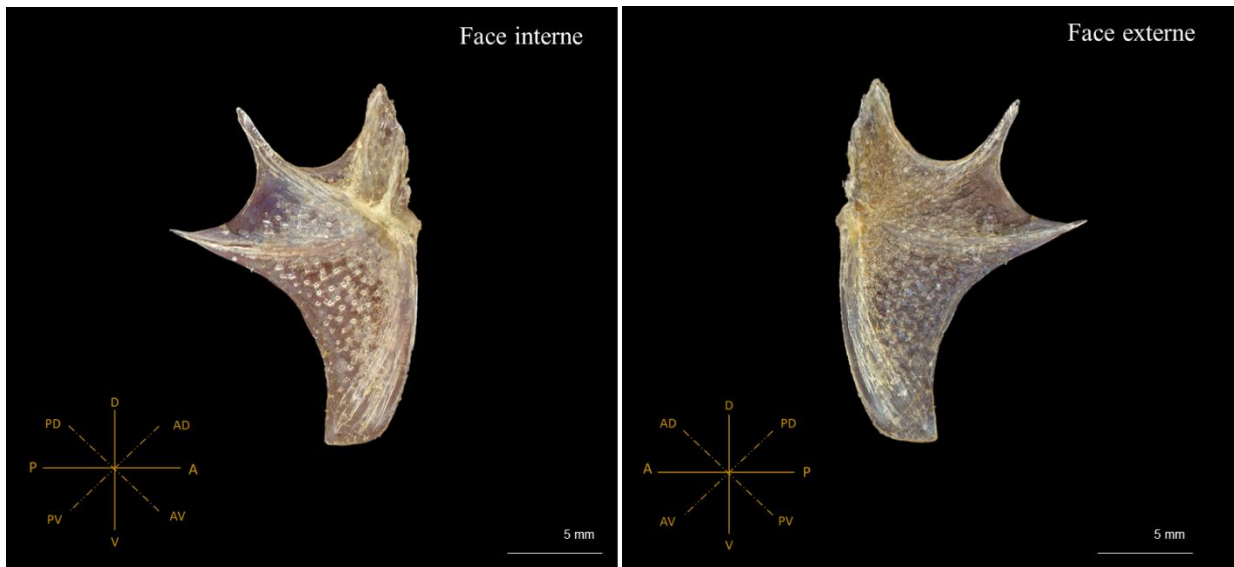 Face interne
D
PD AD
P A
PV AV
V
5 mm
Face externe
D
AD PD
A P
AV PV
V
5 mm